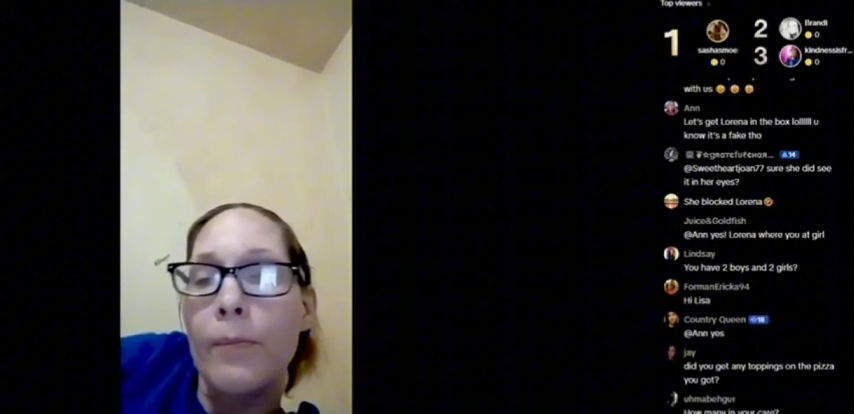 Top viewers
1
sashasmoe
0
2
Brandi
0
3
kindnessisfr...
0
with us
Ann
Let's get Lorena in the box lollllll u
know it's a fake tho
14
@Sweetheartjoan77 sure she did see
it in her eyes?
She blocked Lorena
Juice&Goldfish
@Ann yes! Lorena where you at girl
Lindsay
You have 2 boys and 2 girls?
FormanEricka94
Hi Lisa
Country Queen 18
@Ann yes
jay
did you get any toppings on the pizza
you got?
uhmabehgur
How many in your care?